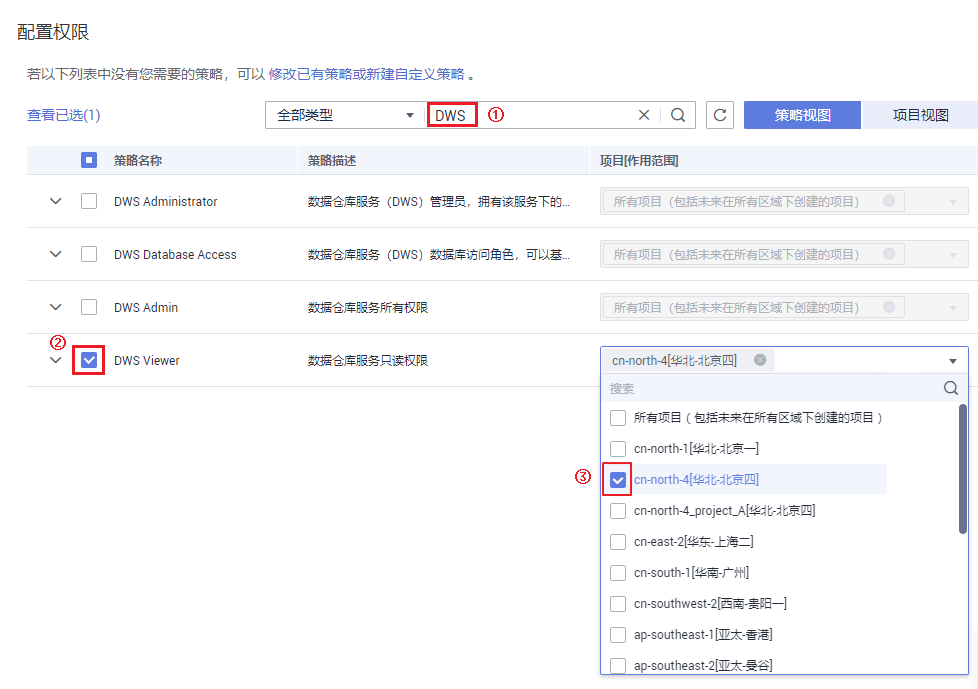 配置权限
若以下列表中没有您需要的策略，可以 修改已有策略或新建自定义策略 。
查看已选(1) 全部类型 DWS ① 策略视图 项目视图
策略名称 策略描述 项目[作用范围]
DWS Administrator 数据仓库服务（DWS）管理员，拥有该服务下的... 所有项目（包括未来在所有区域下创建的项目）
DWS Database Access 数据仓库服务（DWS）数据库访问角色，可以基... 所有项目（包括未来在所有区域下创建的项目）
DWS Admin 数据仓库服务所有权限 所有项目（包括未来在所有区域下创建的项目）
② DWS Viewer 数据仓库服务只读权限 cn-north-4[华北-北京四]
搜索
所有项目（包括未来在所有区域下创建的项目）
cn-north-1[华北-北京一]
③ cn-north-4[华北-北京四]
cn-north-4_project_A[华北-北京四]
cn-east-2[华东-上海二]
cn-south-1[华南-广州]
cn-southwest-2[西南-贵阳一]
ap-southeast-1[亚太-香港]
ap-southeast-2[亚太-曼谷]